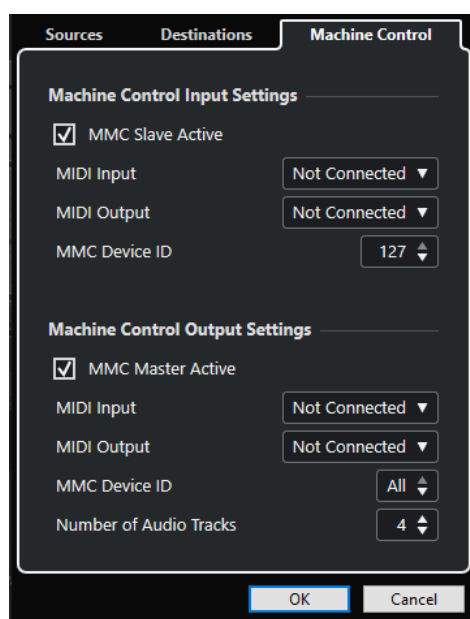 Sources Destinations Machine Control
Machine Control Input Settings
MMC Slave Active
MIDI Input Not Connected
MIDI Output Not Connected
MMC Device ID 127
Machine Control Output Settings
MMC Master Active
MIDI Input Not Connected
MIDI Output Not Connected
MMC Device ID All
Number of Audio Tracks 4
OK Cancel